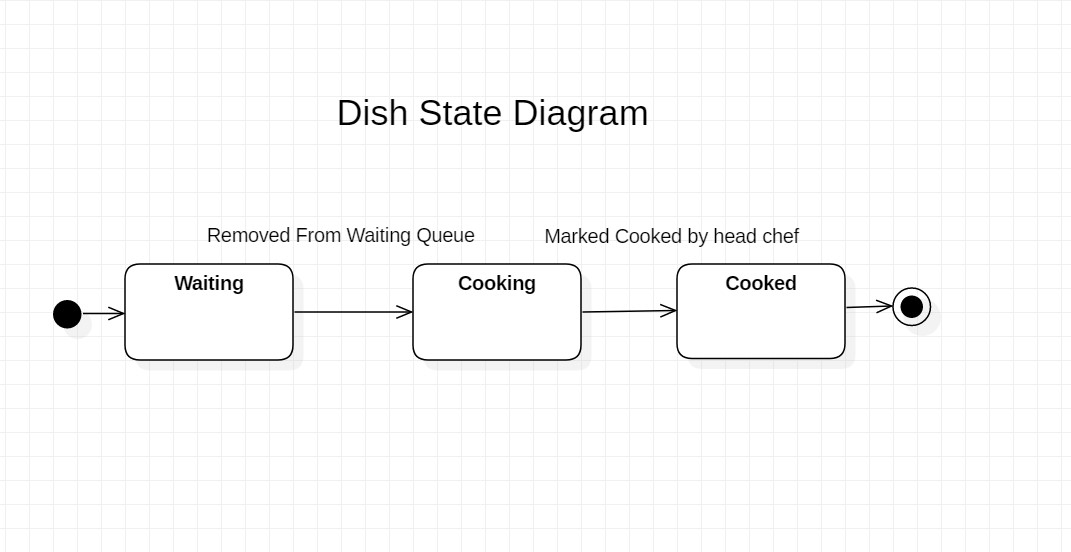 Dish State Diagram
Removed From Waiting Queue
Marked Cooked by head chef
Waiting
Cooking
Cooked